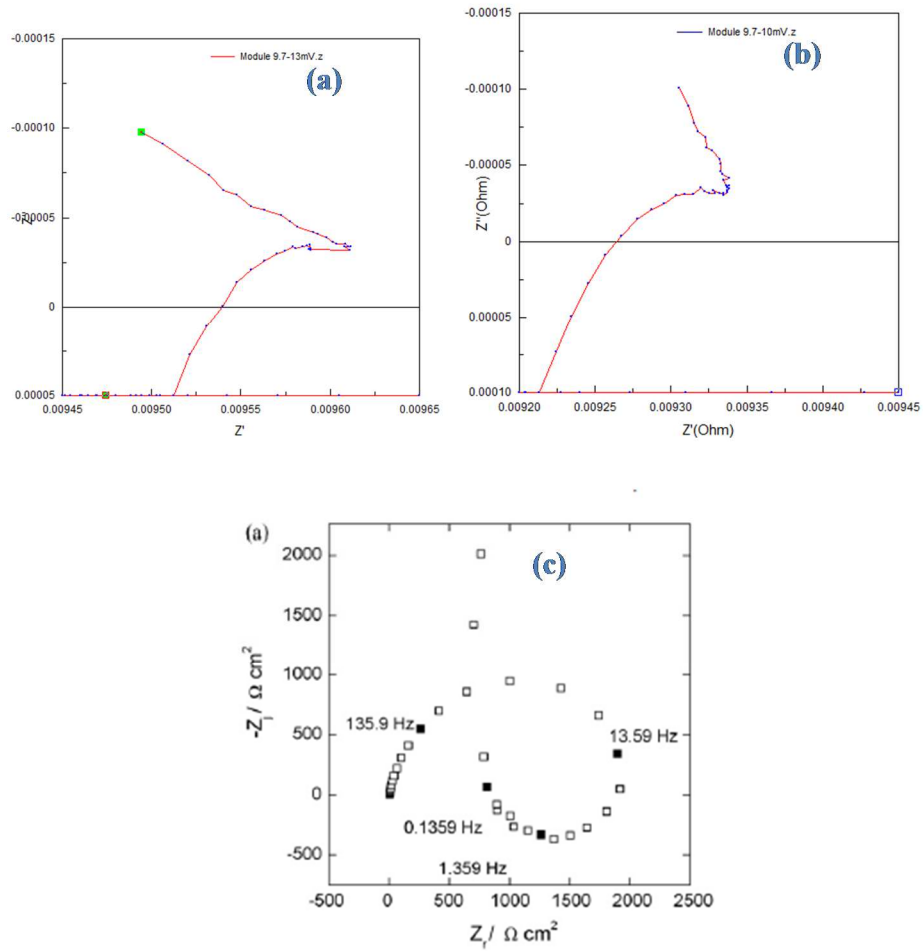 -0.00015
Module 9.7-13mV.z
(a)
-0.00010
-0.00005
0
0.00005
0.00945 0.00950 0.00955 0.00960 0.00965
Z'
-0.00015
Module 9.7-10mV.z
(b)
-0.00010
-0.00005
Z''(Ohm)
0
0.00005
0.00010
0.00920 0.00925 0.00930 0.00935 0.00940 0.00945
Z'(Ohm)
(a)
(c)
2000
1500
1000
500
0
-500
-Zj / Ω cm²
135.9 Hz
13.59 Hz
0.1359 Hz
1.359 Hz
-500 0 500 1000 1500 2000 2500
Zr / Ω cm²